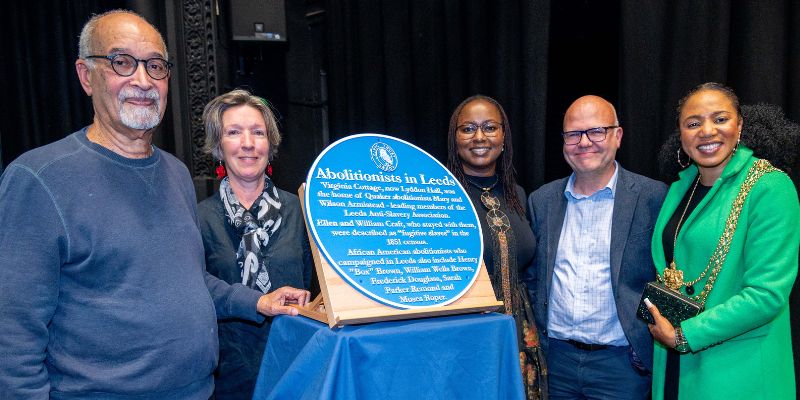 Abolitionists in Leeds
Virginia Cottage, now Lyddon Hall, was
the home of Quaker abolitionists Mary and
Wilson Armistead - leading members of the
Leeds Anti-Slavery Association.
Ellen and William Craft, who stayed with them,
were described as "fugitive slaves" in the
1851 census.
African American abolitionists who
campaigned in Leeds also include Henry
"Box" Brown, William Wells Brown,
Frederick Douglass, Sarah
Parker Remond and
Moses Roper.